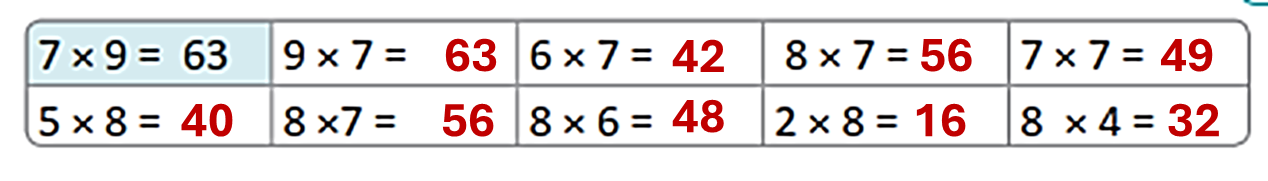 7 × 9 = 63 9 × 7 = 63 6 × 7 = 42 8 × 7 = 56 7 × 7 = 49
5 × 8 = 40 8 ×7 = 56 8 × 6 = 48 2 × 8 = 16 8 × 4 = 32